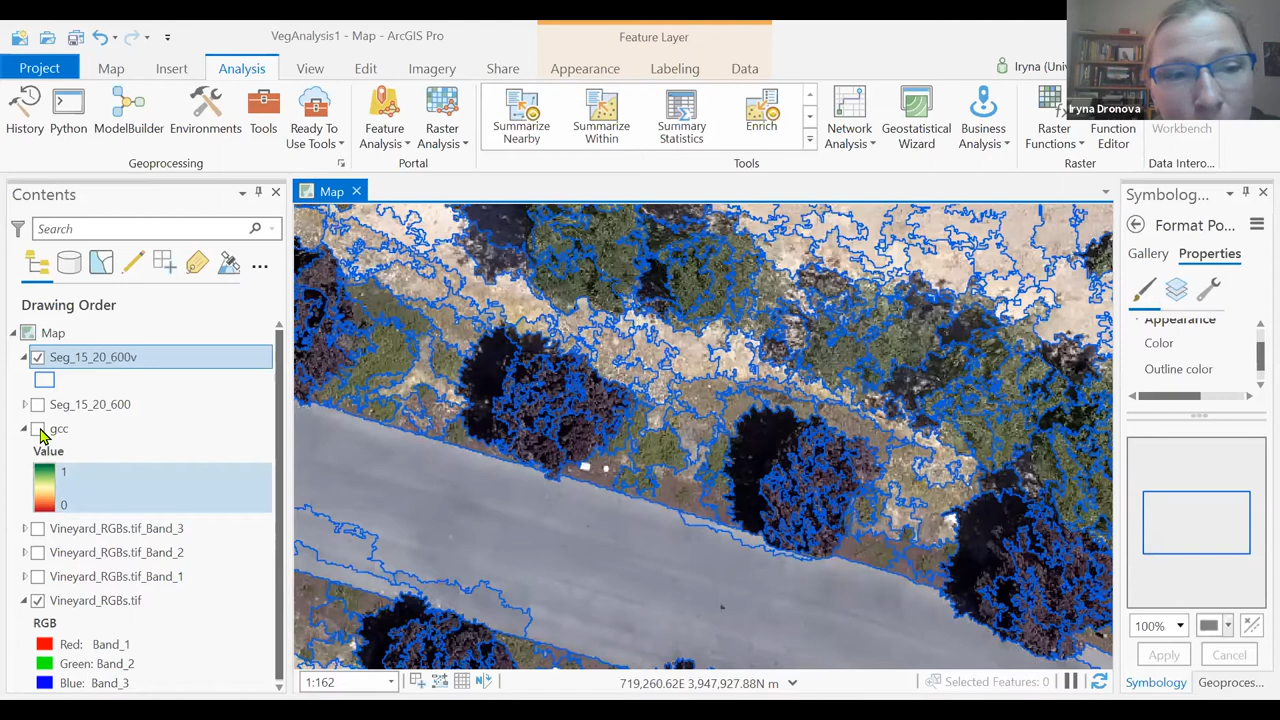 VegAnalysis1 - Map - ArcGIS Pro
Feature Layer
Project
Map
Insert
Analysis
View
Edit
Imagery
Share
Appearance
Labeling
Data
Iryna (Uni
Iryna Dronova
History
Python
ModelBuilder
Environments
Tools
Ready To Use Tools
Feature Analysis
Raster Analysis
Summarize Nearby
Summarize Within
Summary Statistics
Enrich
Network Analysis
Geostatistical Wizard
Business Analysis
Raster Functions
Function Editor
Workbench
Geoprocessing
Portal
Tools
Raster
Data Intero...
Contents
Search
Drawing Order
Map
Seg_15_20_600v
Seg_15_20_600
gcc
Value
1
0
Vineyard_RGBs.tif_Band_3
Vineyard_RGBs.tif_Band_2
Vineyard_RGBs.tif_Band_1
Vineyard_RGBs.tif
RGB
Red: Band_1
Green: Band_2
Blue: Band_3
Map
1:162
719,260.62E 3,947,927.88N m
Selected Features: 0
Symbolog...
Format Po...
Gallery
Properties
Appearance
Color
Outline color
100%
Apply
Cancel
Symbology
Geoproces...